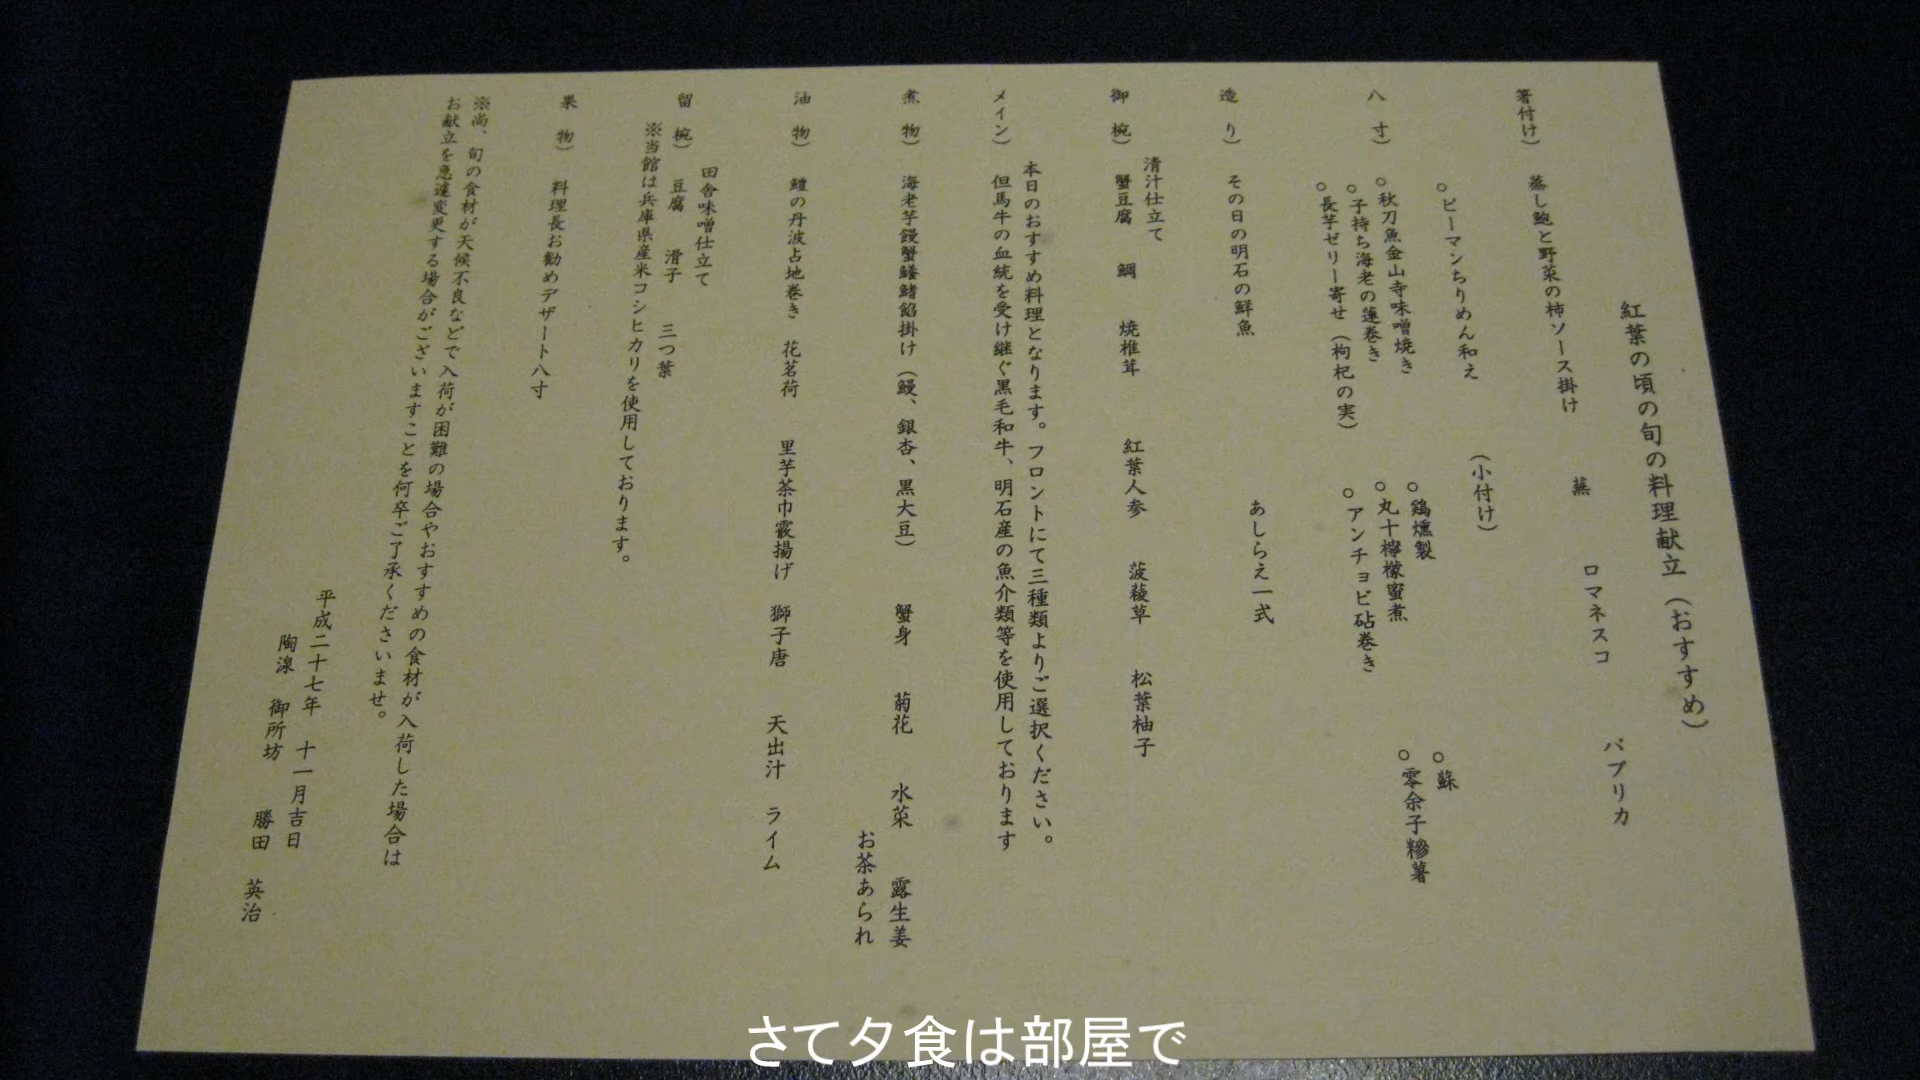 紅葉の頃の旬の料理献立（おすすめ）
箸付け） 蒸し鮑と野菜の柿ソース掛け 蕪 ロマネスコ パプリカ
（小付け）
八寸）
○ピーマンちりめん和え
○秋刀魚金山寺味噌焼き
○子持ち海老の蓮巻き
○長芋ゼリー寄せ（枸杞の実）
○鶏燻製
○丸十檸檬蜜煮
○アンチョビ砧巻き
○蘇
○零余子糝薯
造り） その日の明石の鮮魚 あしらえ一式
御椀） 清汁仕立て
蟹豆腐 鯛 焼椎茸 紅葉人参 菠薐草 松葉柚子
メイン） 本日のおすすめ料理となります。フロントにて三種類よりご選択ください。
但馬牛の血統を受け継ぐ黒毛和牛、明石産の魚介類等を使用しております
煮物） 海老芋饅蟹鱶鰭餡掛け（鰻、銀杏、黒大豆） 蟹身 菊花 水菜 露生姜
お茶あられ
油物） 鱧の丹波占地巻き 花茗荷 里芋茶巾霰揚げ 獅子唐 天出汁 ライム
留椀） 田舎味噌仕立て
豆腐 滑子 三つ葉
※当館は兵庫県産米コシヒカリを使用しております。
果物） 料理長お勧めデザート八寸
※尚、旬の食材が天候不良などで入荷が困難の場合やおすすめの食材が入荷した場合は
お献立を急遽変更する場合がございますことを何卒ご了承くださいませ。
平成二十七年 十一月吉日
陶湶 御所坊 勝田 英治
さて夕食は部屋で